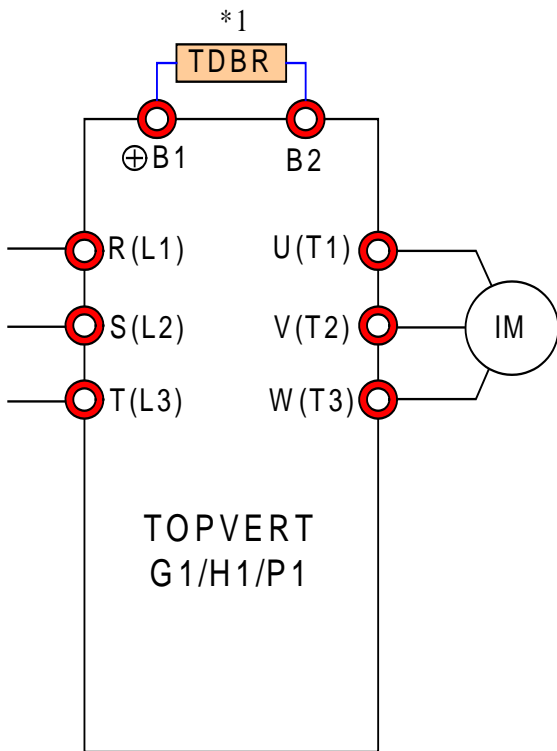 *1
TDBR
⊕B1
B2
R(L1)
U(T1)
S(L2)
V(T2)
IM
T(L3)
W(T3)
TOPVERT
G1/H1/P1